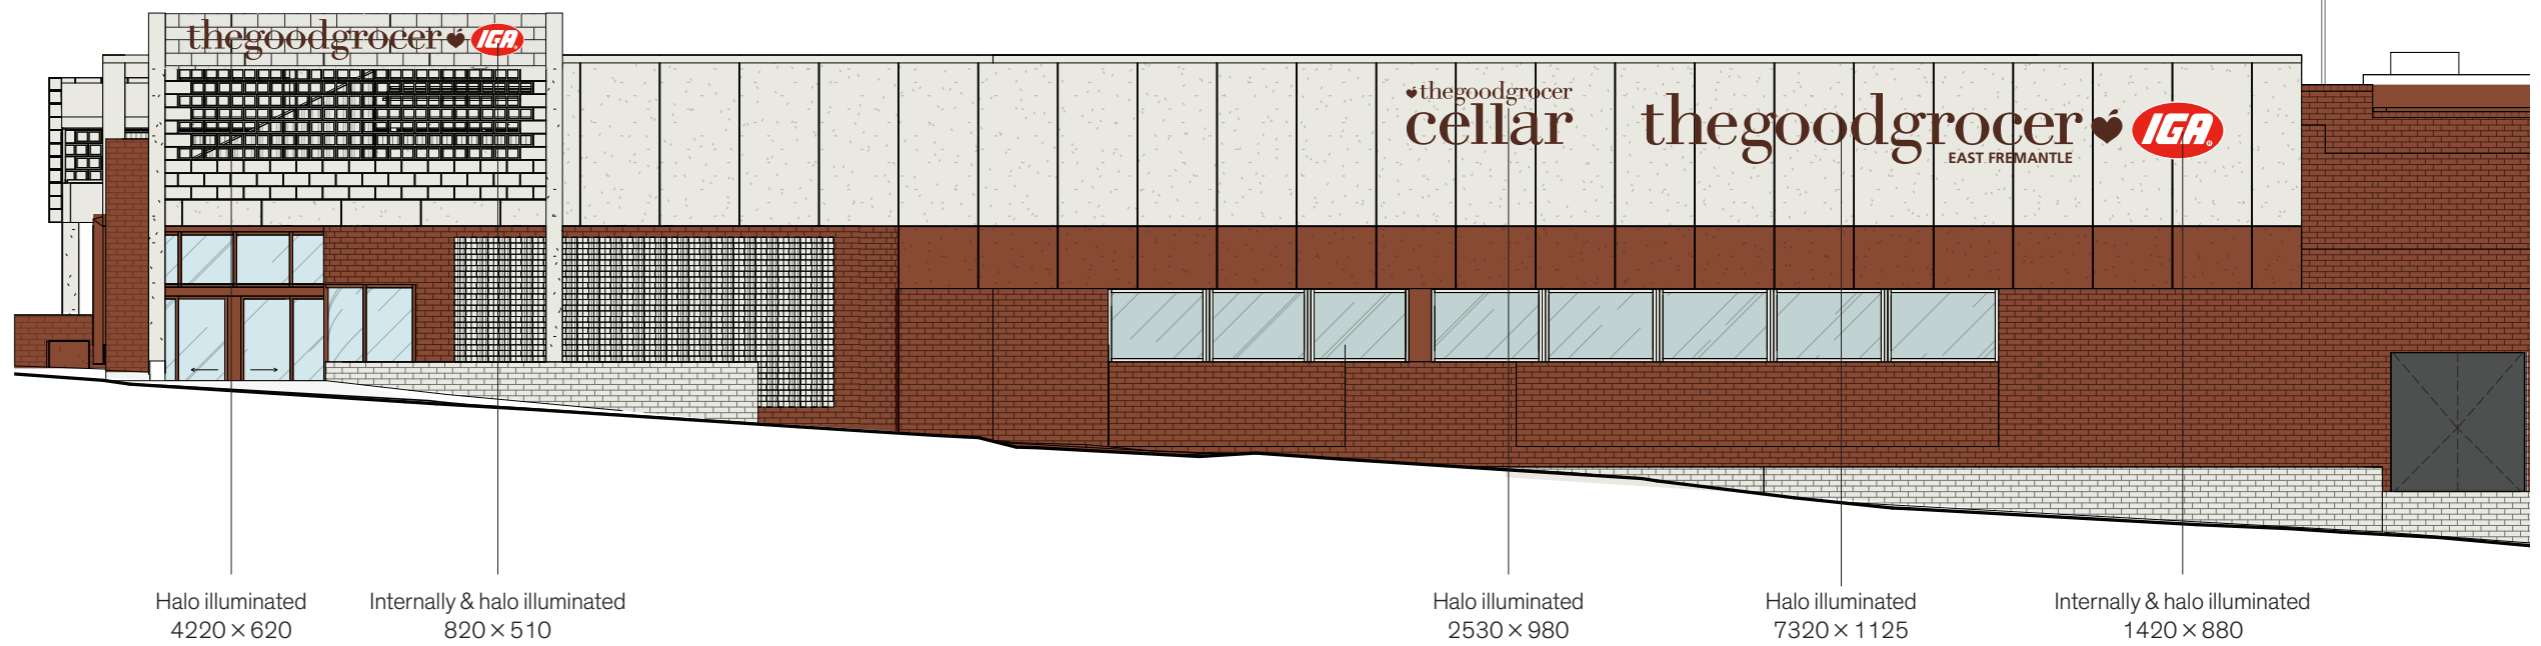 thegoodgrocer IGA
thegoodgrocer
cellar
thegoodgrocer IGA
EAST FREMANTLE
Halo illuminated
4220 × 620
Internally & halo illuminated
820 × 510
Halo illuminated
2530 × 980
Halo illuminated
7320 × 1125
Internally & halo illuminated
1420 × 880